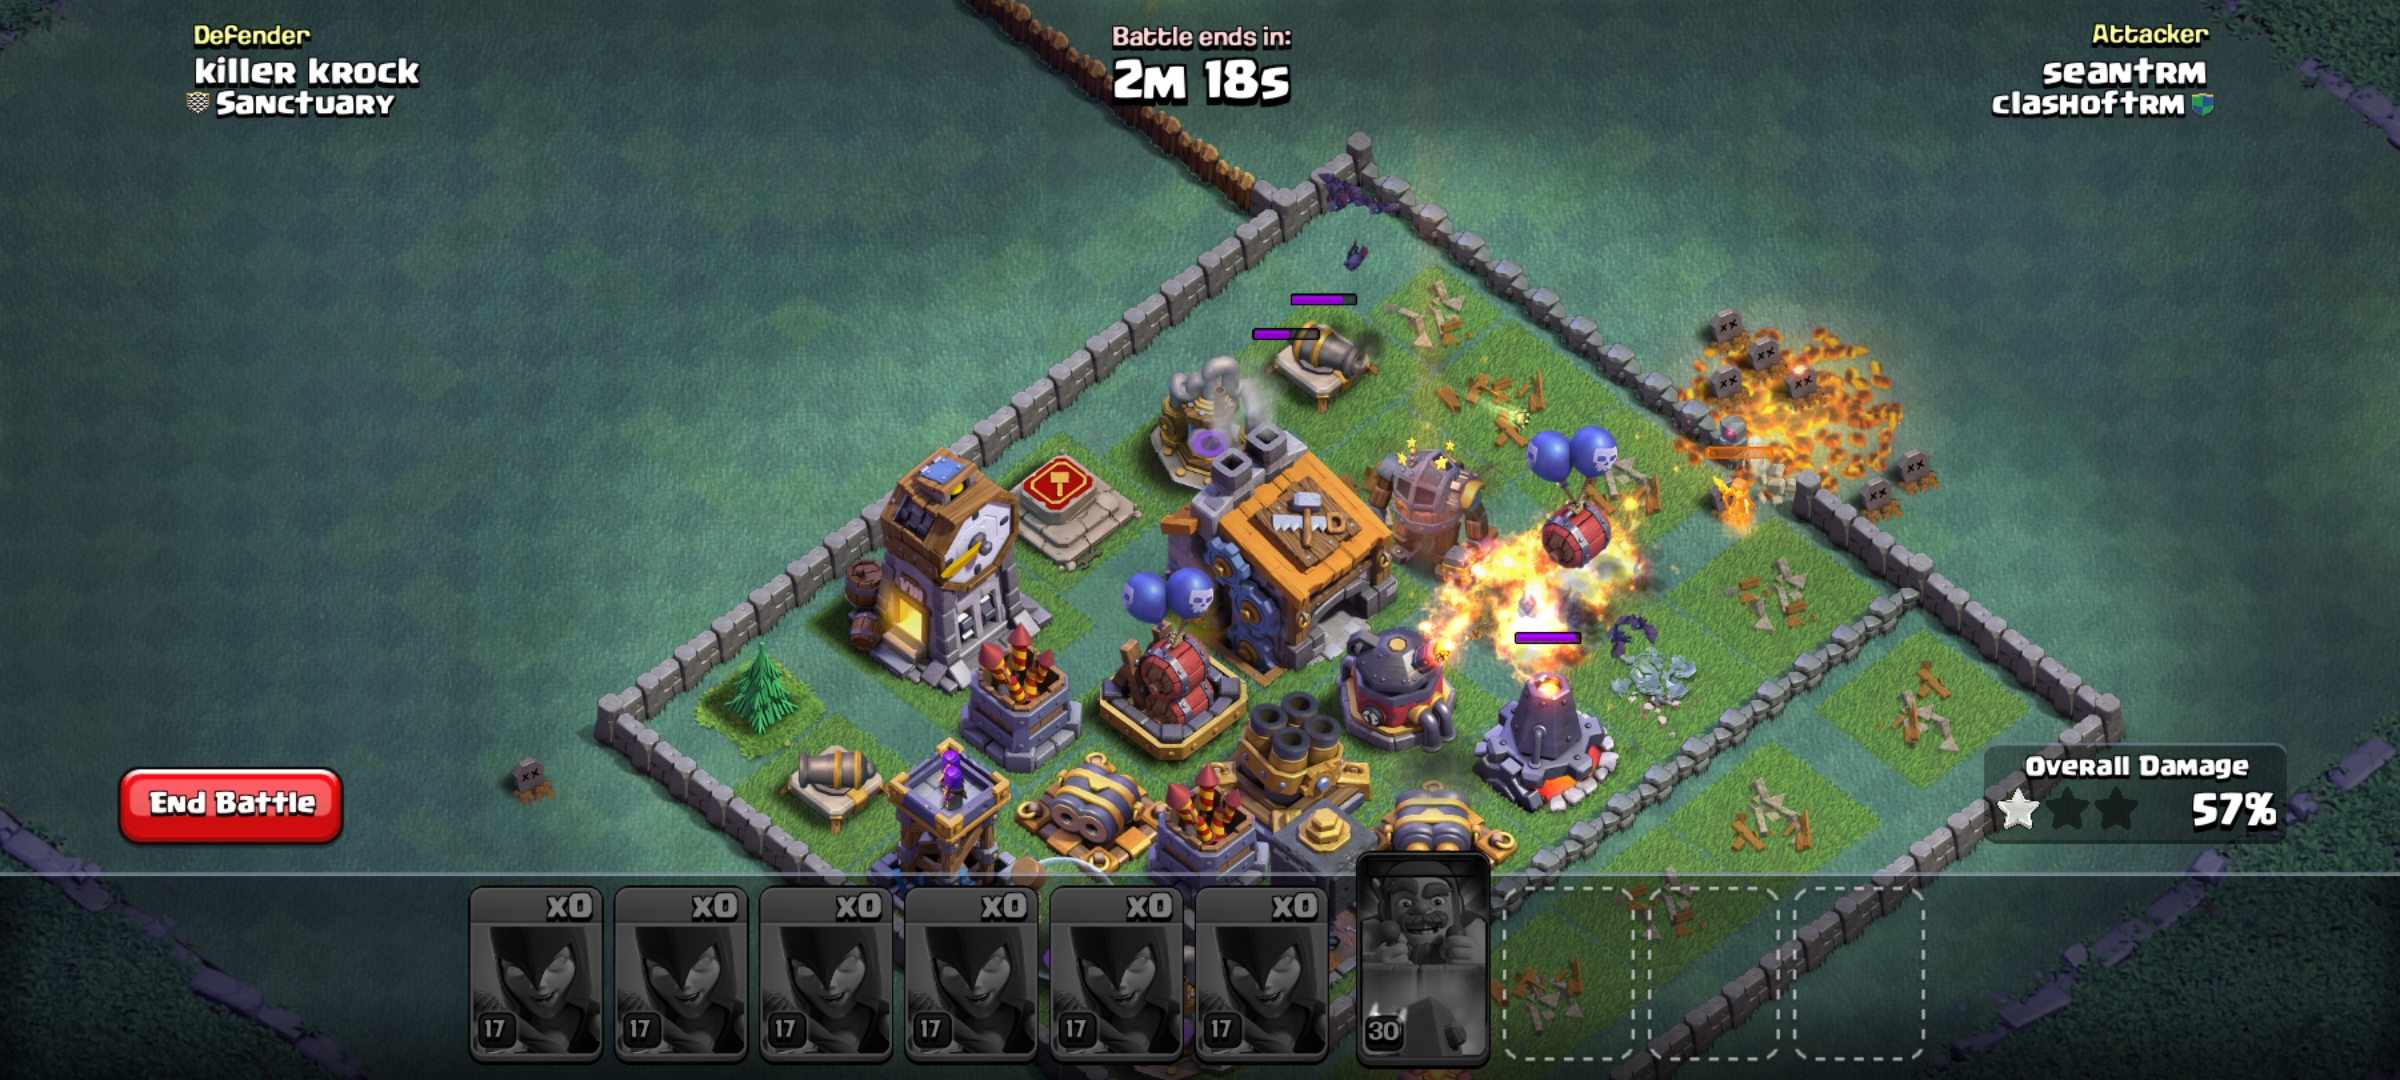 Defender
killer krock
Sanctuary
Battle ends in:
2m 18s
Attacker
seantrm
clashoftrm
End Battle
Overall Damage
57%
x0
x0
x0
x0
x0
x0
17
17
17
17
17
17
30